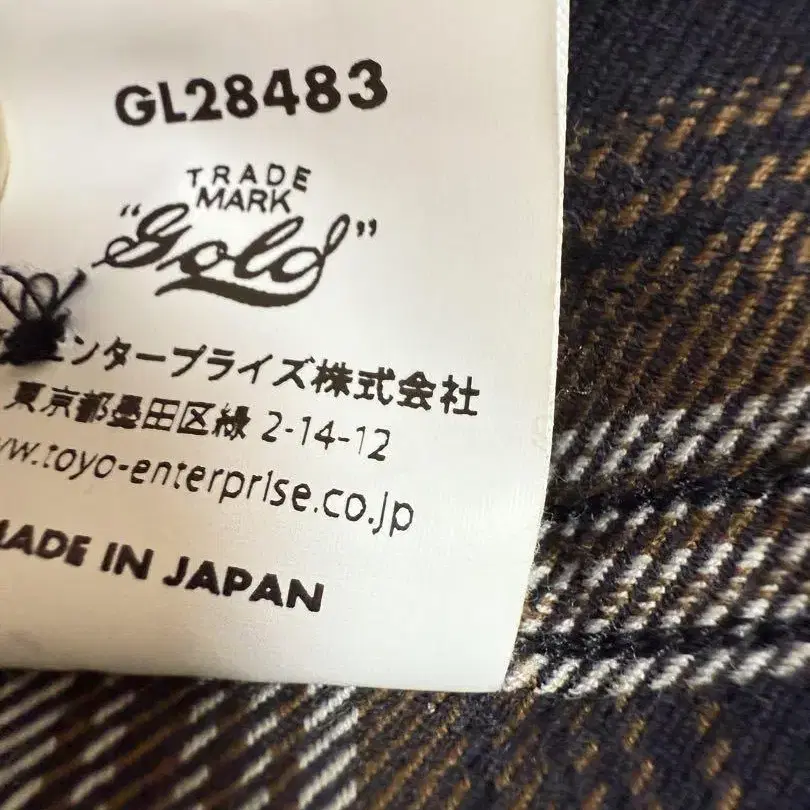 GL28483
TRADE
MARK
"Gold"
エンタープライズ株式会社
東京都墨田区緑 2-14-12
www.toyo-enterprise.co.jp
MADE IN JAPAN